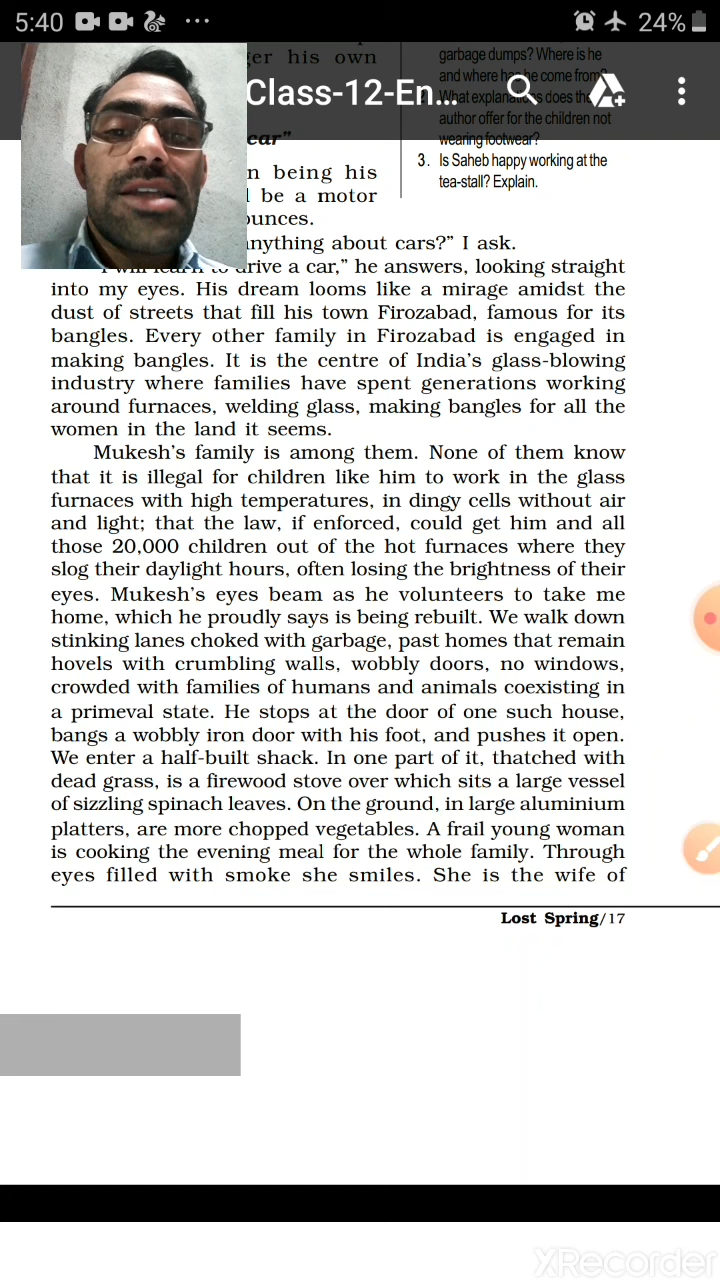 5:40 ... 24%
ger his own
garbage dumps? Where is he
and where has he come from?
Class-12-En...
What explanations does the
author offer for the children not
wearing footwear?
3. Is Saheb happy working at the
tea-stall? Explain.
car”
n being his
be a motor
ounces.
anything about cars?” I ask.
“I will learn to drive a car,” he answers, looking straight
into my eyes. His dream looms like a mirage amidst the
dust of streets that fill his town Firozabad, famous for its
bangles. Every other family in Firozabad is engaged in
making bangles. It is the centre of India’s glass-blowing
industry where families have spent generations working
around furnaces, welding glass, making bangles for all the
women in the land it seems.
Mukesh’s family is among them. None of them know
that it is illegal for children like him to work in the glass
furnaces with high temperatures, in dingy cells without air
and light; that the law, if enforced, could get him and all
those 20,000 children out of the hot furnaces where they
slog their daylight hours, often losing the brightness of their
eyes. Mukesh’s eyes beam as he volunteers to take me
home, which he proudly says is being rebuilt. We walk down
stinking lanes choked with garbage, past homes that remain
hovels with crumbling walls, wobbly doors, no windows,
crowded with families of humans and animals coexisting in
a primeval state. He stops at the door of one such house,
bangs a wobbly iron door with his foot, and pushes it open.
We enter a half-built shack. In one part of it, thatched with
dead grass, is a firewood stove over which sits a large vessel
of sizzling spinach leaves. On the ground, in large aluminium
platters, are more chopped vegetables. A frail young woman
is cooking the evening meal for the whole family. Through
eyes filled with smoke she smiles. She is the wife of
Lost Spring/17
XRecorder